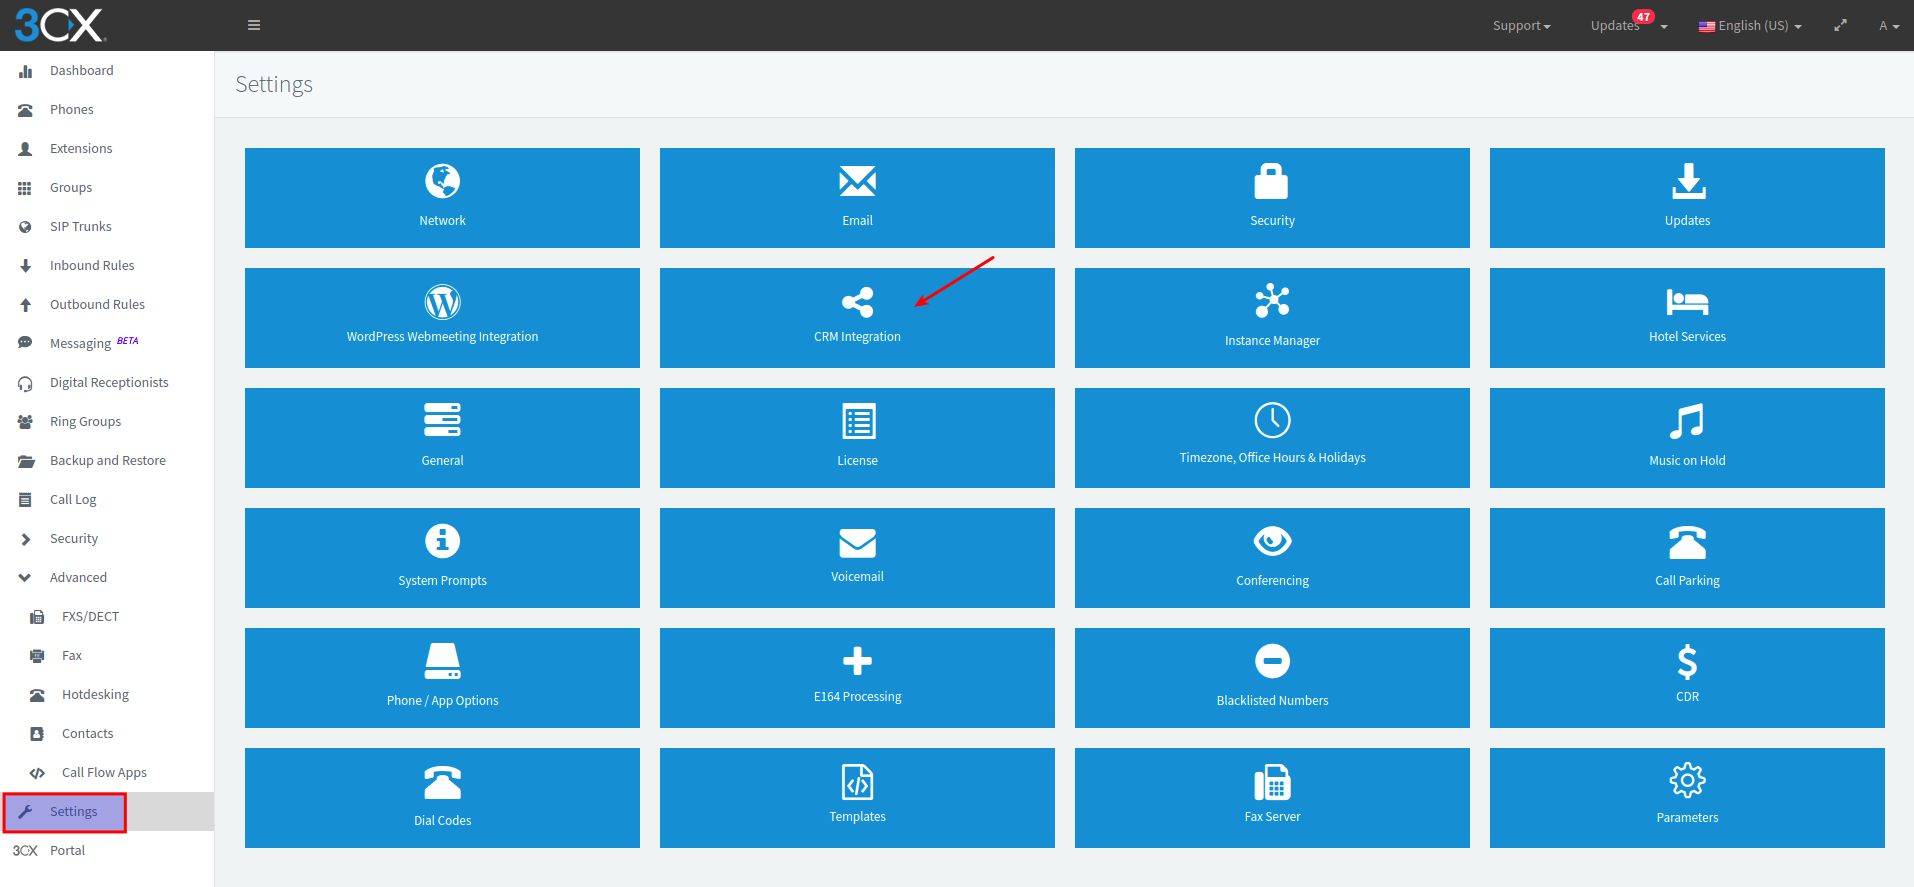 3CX
Support
Updates 47
English (US)
A
Dashboard
Phones
Extensions
Groups
SIP Trunks
Inbound Rules
Outbound Rules
Messaging BETA
Digital Receptionists
Ring Groups
Backup and Restore
Call Log
Security
Advanced
FXS/DECT
Fax
Hotdesking
Contacts
Call Flow Apps
Settings
3CX Portal
Settings
Network
Email
Security
Updates
WordPress Webmeeting Integration
CRM Integration
Instance Manager
Hotel Services
General
License
Timezone, Office Hours & Holidays
Music on Hold
System Prompts
Voicemail
Conferencing
Call Parking
Phone / App Options
E164 Processing
Blacklisted Numbers
CDR
Dial Codes
Templates
Fax Server
Parameters